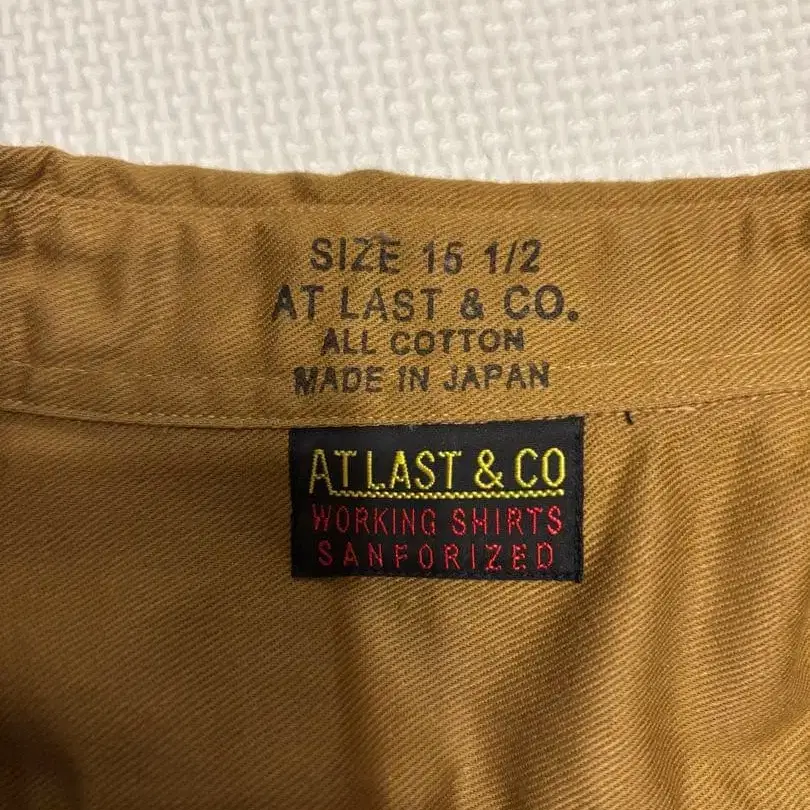 SIZE 15 1/2
AT LAST & CO.
ALL COTTON
MADE IN JAPAN
AT LAST & CO
WORKING SHIRTS
SANFORIZED